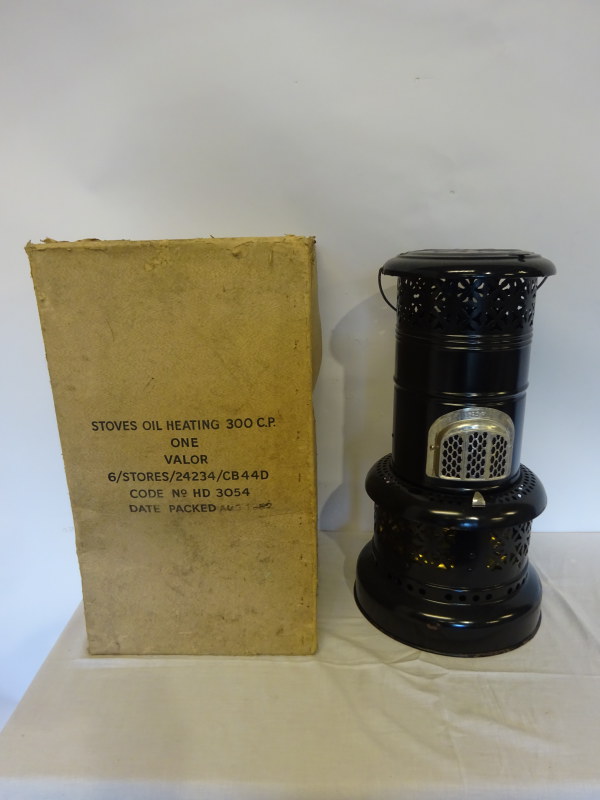 STOVES OIL HEATING 300 C.P.
ONE
VALOR
6/STORES/24234/CB44D
CODE Nº HD 3054
DATE PACKED